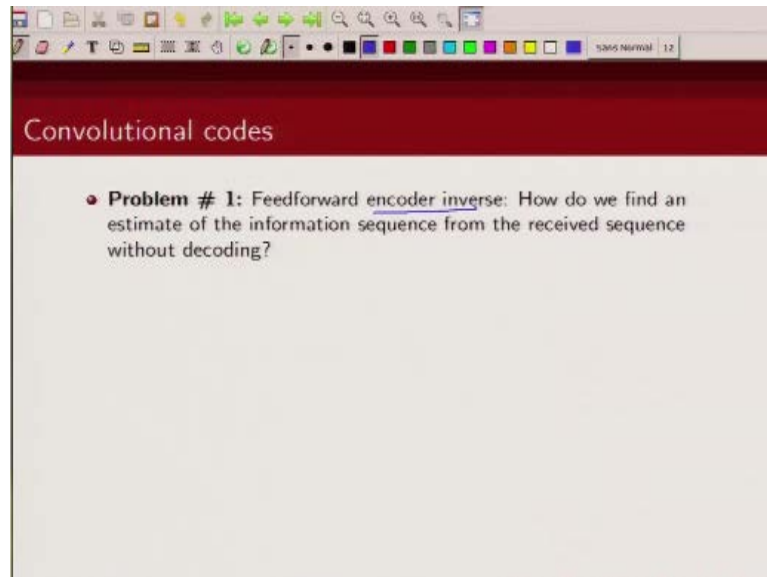 T
Sans Normal 12
Convolutional codes
Problem # 1: Feedforward encoder inverse: How do we find an
estimate of the information sequence from the received sequence
without decoding?